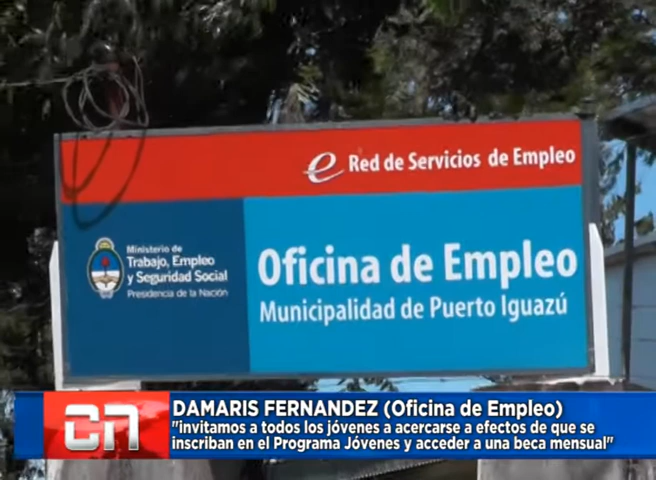 e Red de Servicios de Empleo
Ministerio de
Trabajo, Empleo
y Seguridad Social
Presidencia de la Nación
Oficina de Empleo
Municipalidad de Puerto Iguazú
CN
DAMARIS FERNANDEZ (Oficina de Empleo)
"invitamos a todos los jóvenes a acercarse a efectos de que se
inscriban en el Programa Jóvenes y acceder a una beca mensual"